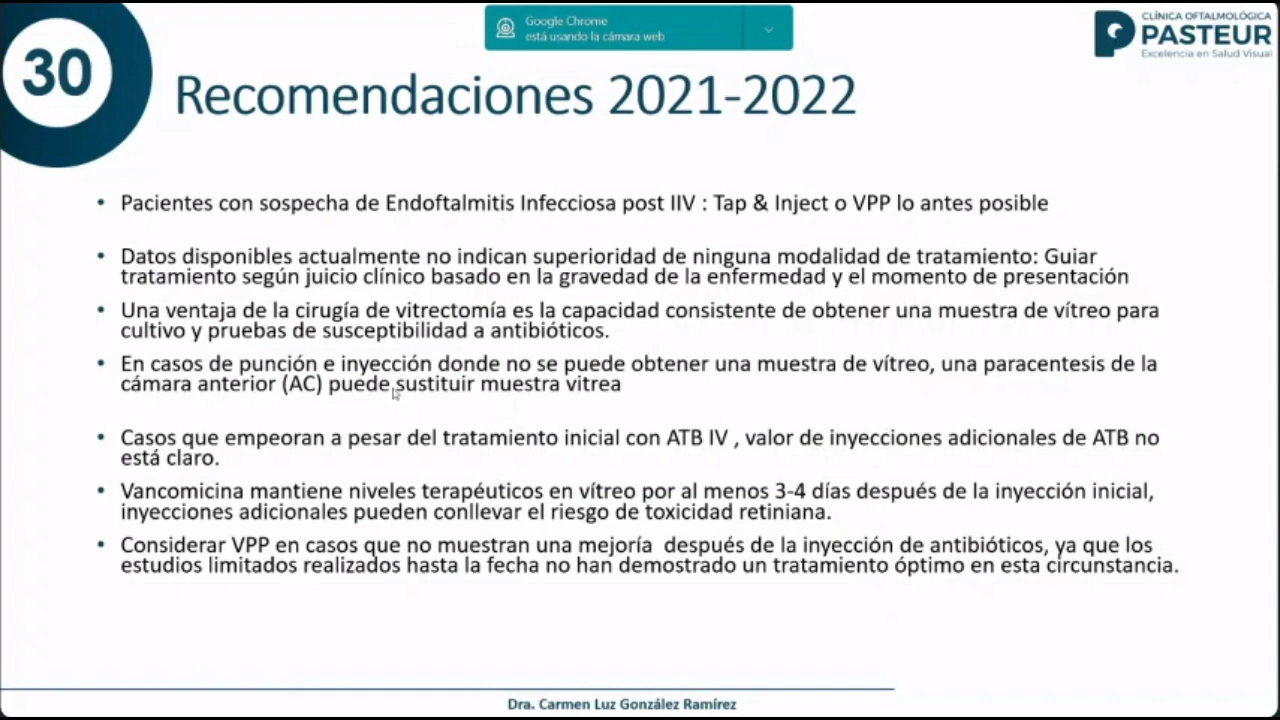 Google Chrome
está usando la cámara web
CLÍNICA OFTALMOLÓGICA
PASTEUR
Excelencia en Salud Visual
30
Recomendaciones 2021-2022
• Pacientes con sospecha de Endoftalmitis Infecciosa post IIV : Tap & Inject o VPP lo antes posible
• Datos disponibles actualmente no indican superioridad de ninguna modalidad de tratamiento: Guiar
tratamiento según juicio clínico basado en la gravedad de la enfermedad y el momento de presentación
• Una ventaja de la cirugía de vitrectomía es la capacidad consistente de obtener una muestra de vítreo para
cultivo y pruebas de susceptibilidad a antibióticos.
• En casos de punción e inyección donde no se puede obtener una muestra de vítreo, una paracentesis de la
cámara anterior (AC) puede sustituir muestra vitrea
• Casos que empeoran a pesar del tratamiento inicial con ATB IV , valor de inyecciones adicionales de ATB no
está claro.
• Vancomicina mantiene niveles terapéuticos en vítreo por al menos 3-4 días después de la inyección inicial,
inyecciones adicionales pueden conllevar el riesgo de toxicidad retiniana.
• Considerar VPP en casos que no muestran una mejoría  después de la inyección de antibióticos, ya que los
estudios limitados realizados hasta la fecha no han demostrado un tratamiento óptimo en esta circunstancia.
Dra. Carmen Luz González Ramírez